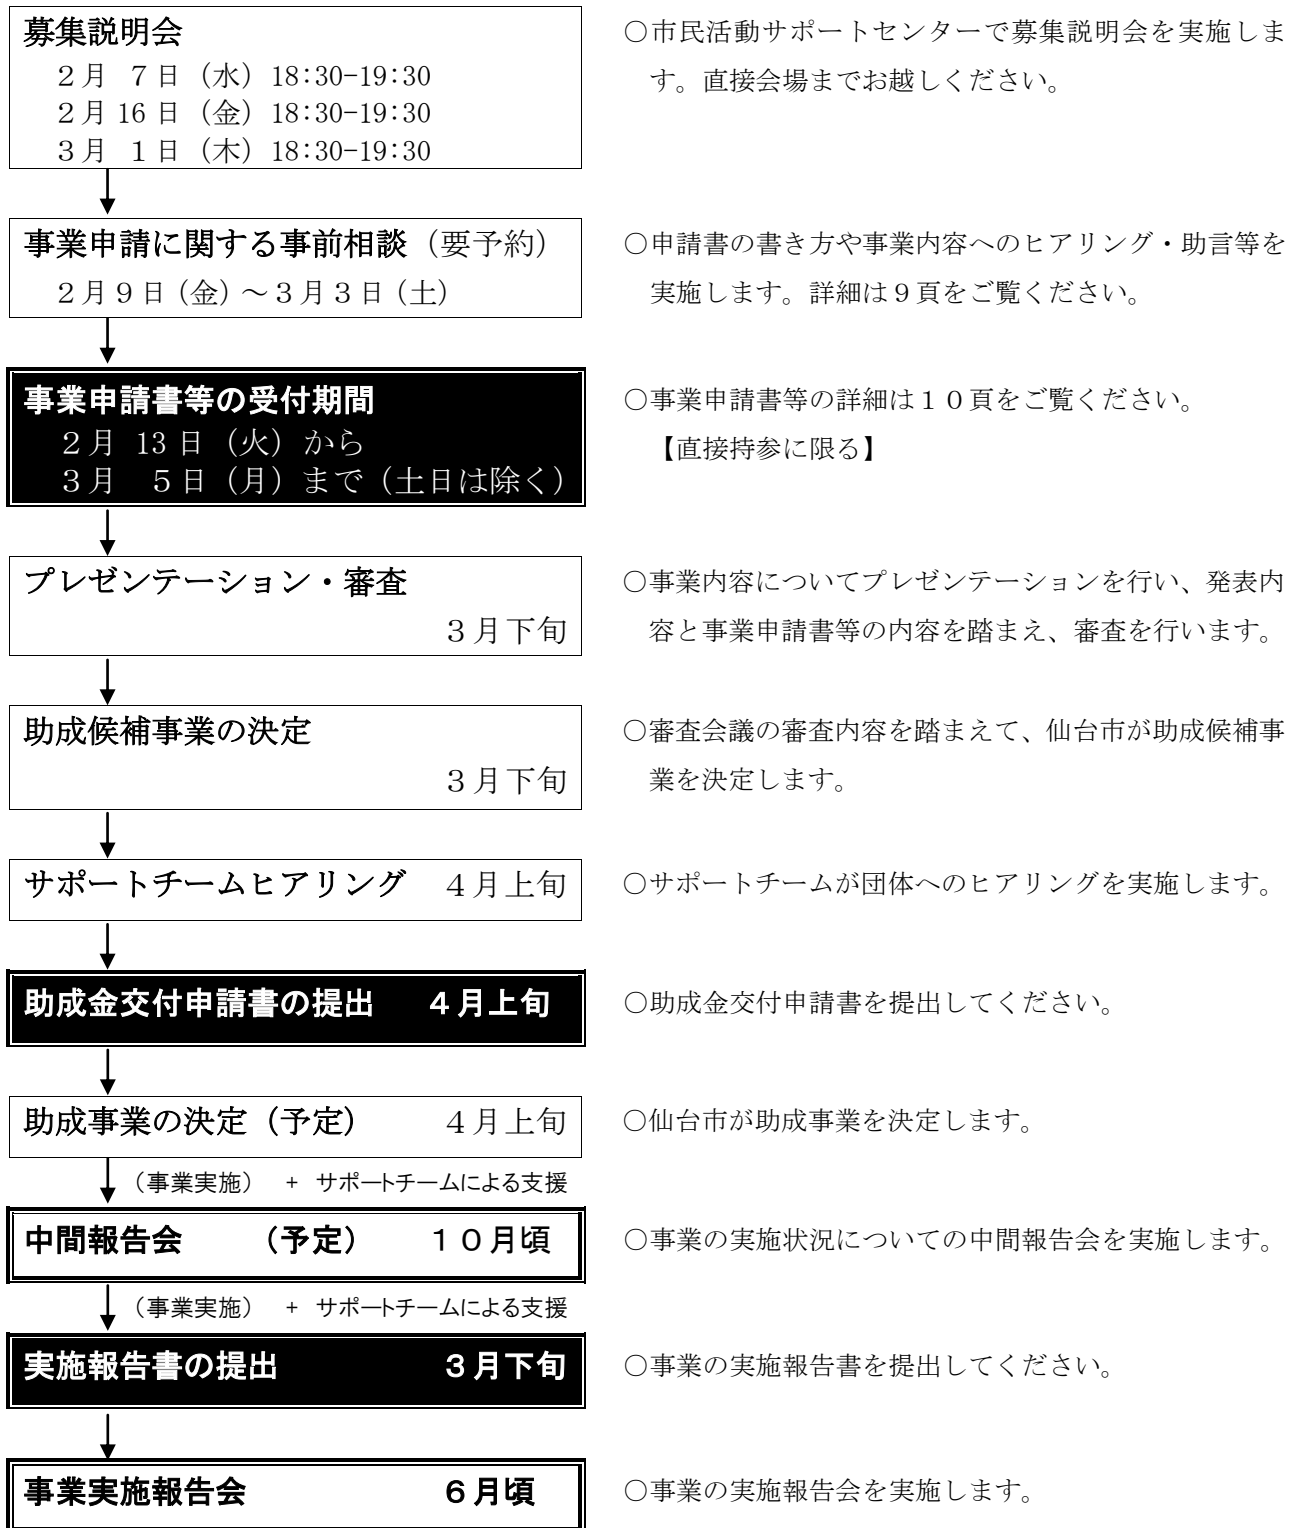 募集説明会
２月 ７日（水）18:30-19:30
２月 16 日（金）18:30-19:30
３月 １日（木）18:30-19:30
○市民活動サポートセンターで募集説明会を実施しま
す。直接会場までお越しください。
事業申請に関する事前相談（要予約）
２月９日（金）～３月３日（土）
○申請書の書き方や事業内容へのヒアリング・助言等を
実施します。詳細は９頁をご覧ください。
事業申請書等の受付期間
２月 13 日（火）から
３月 ５日（月）まで（土日は除く）
○事業申請書等の詳細は１０頁をご覧ください。
【直接持参に限る】
プレゼンテーション・審査
３月下旬
○事業内容についてプレゼンテーションを行い、発表内
容と事業申請書等の内容を踏まえ、審査を行います。
助成候補事業の決定
３月下旬
○審査会議の審査内容を踏まえて、仙台市が助成候補事
業を決定します。
サポートチームヒアリング ４月上旬
○サポートチームが団体へのヒアリングを実施します。
助成金交付申請書の提出 ４月上旬
○助成金交付申請書を提出してください。
助成事業の決定（予定） ４月上旬
○仙台市が助成事業を決定します。
（事業実施） + サポートチームによる支援
中間報告会 （予定） １０月頃
○事業の実施状況についての中間報告会を実施します。
（事業実施） + サポートチームによる支援
実施報告書の提出 ３月下旬
○事業の実施報告書を提出してください。
事業実施報告会 ６月頃
○事業の実施報告会を実施します。